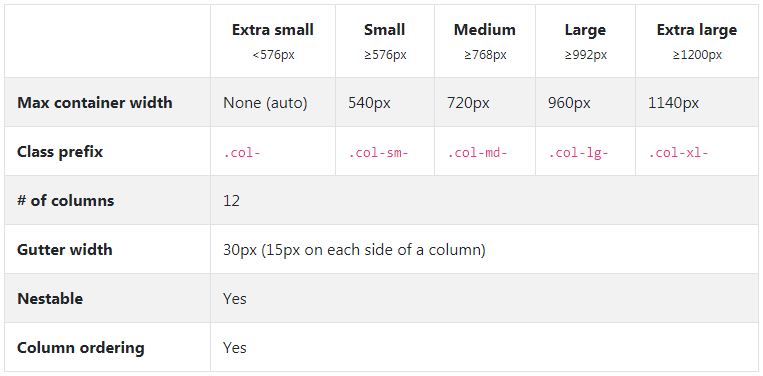 Extra small Small Medium Large Extra large
<576px ≥576px ≥768px ≥992px ≥1200px
Max container width None (auto) 540px 720px 960px 1140px
Class prefix .col- .col-sm- .col-md- .col-lg- .col-xl-
# of columns 12
Gutter width 30px (15px on each side of a column)
Nestable Yes
Column ordering Yes